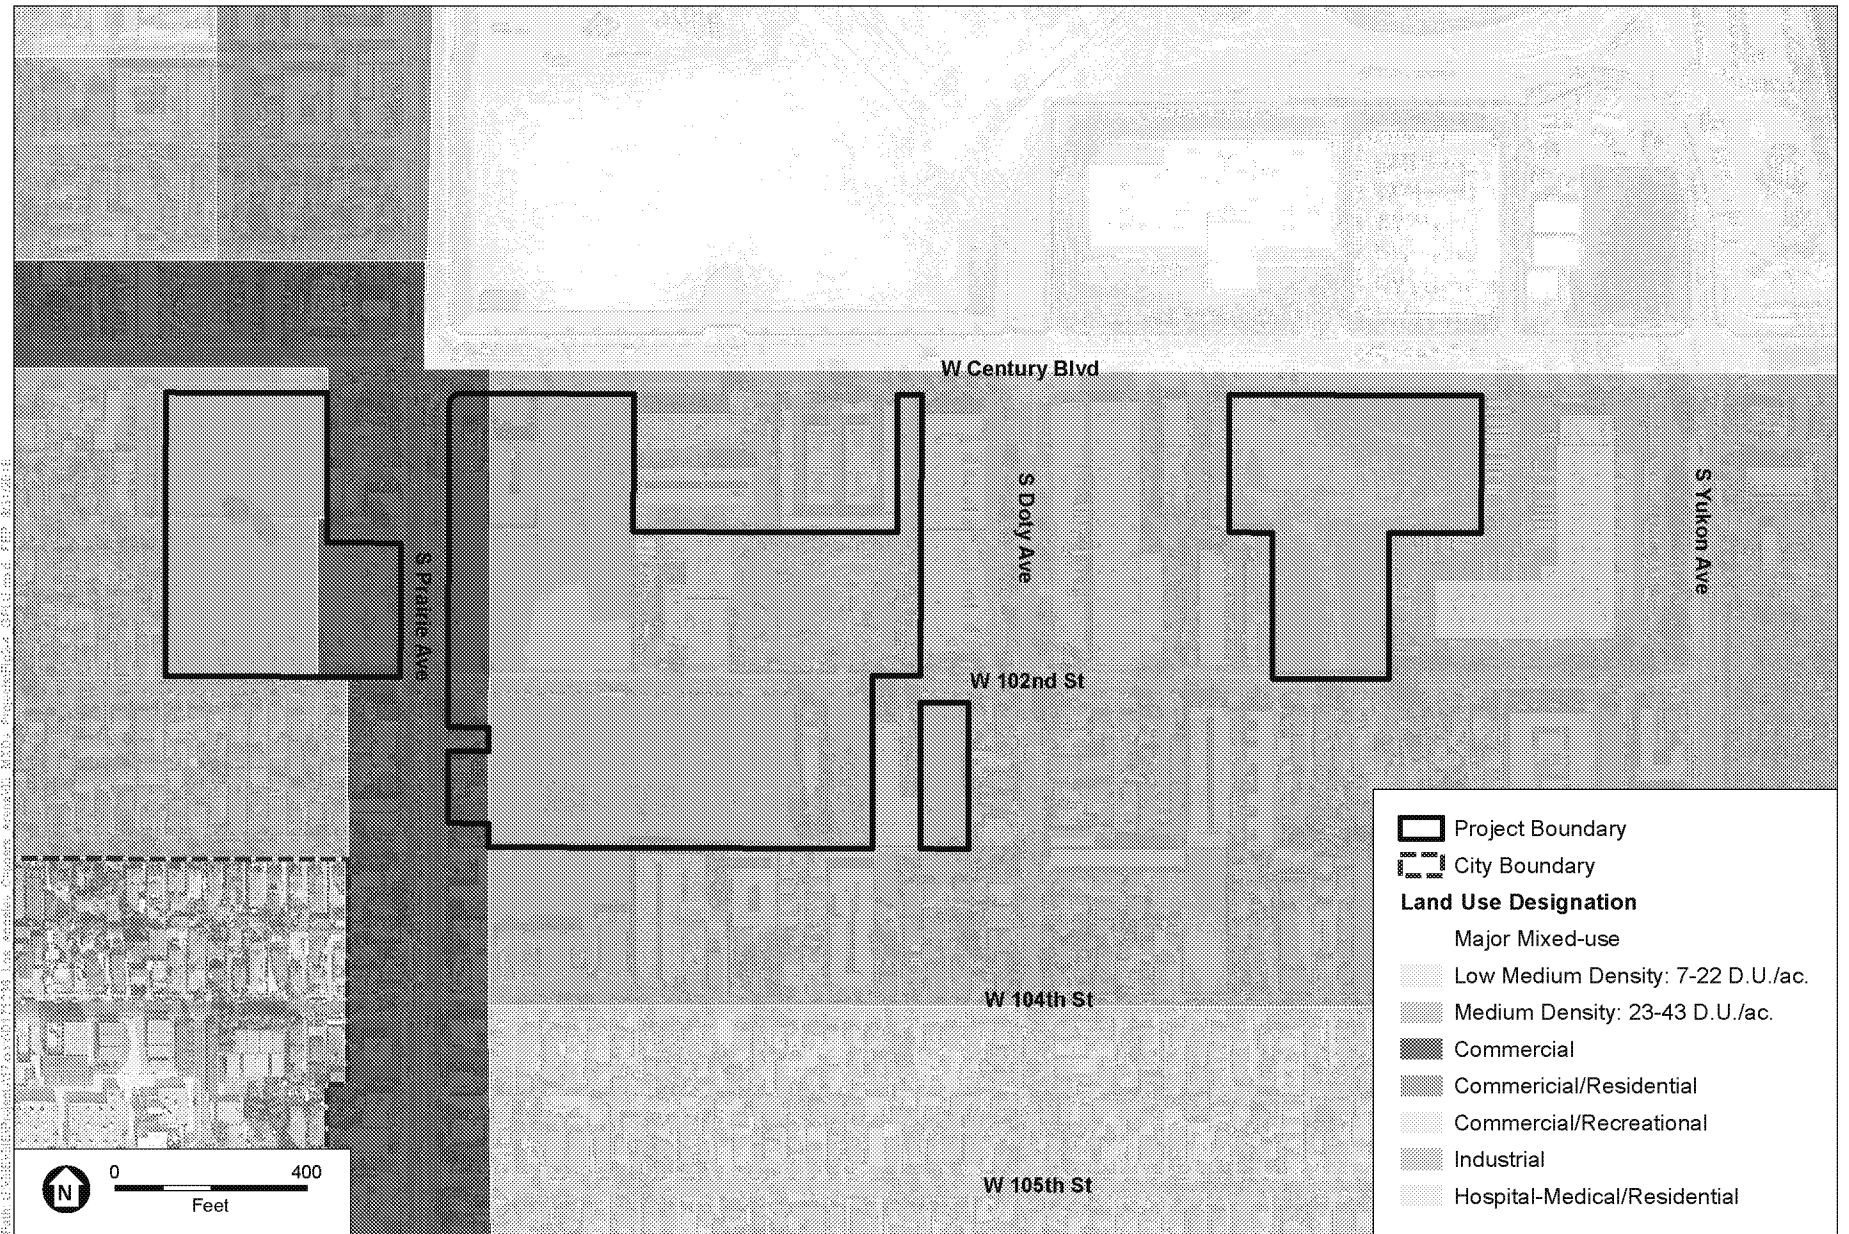 W Century Blvd
S Prairie Ave
S Doty Ave
S Yukon Ave
W 102nd St
W 104th St
W 105th St
Project Boundary
City Boundary
Land Use Designation
Major Mixed-use
Low Medium Density: 7-22 D.U./ac.
Medium Density: 23-43 D.U./ac.
Commercial
Commericial/Residential
Commercial/Recreational
Industrial
Hospital-Medical/Residential
N
0 400
Feet